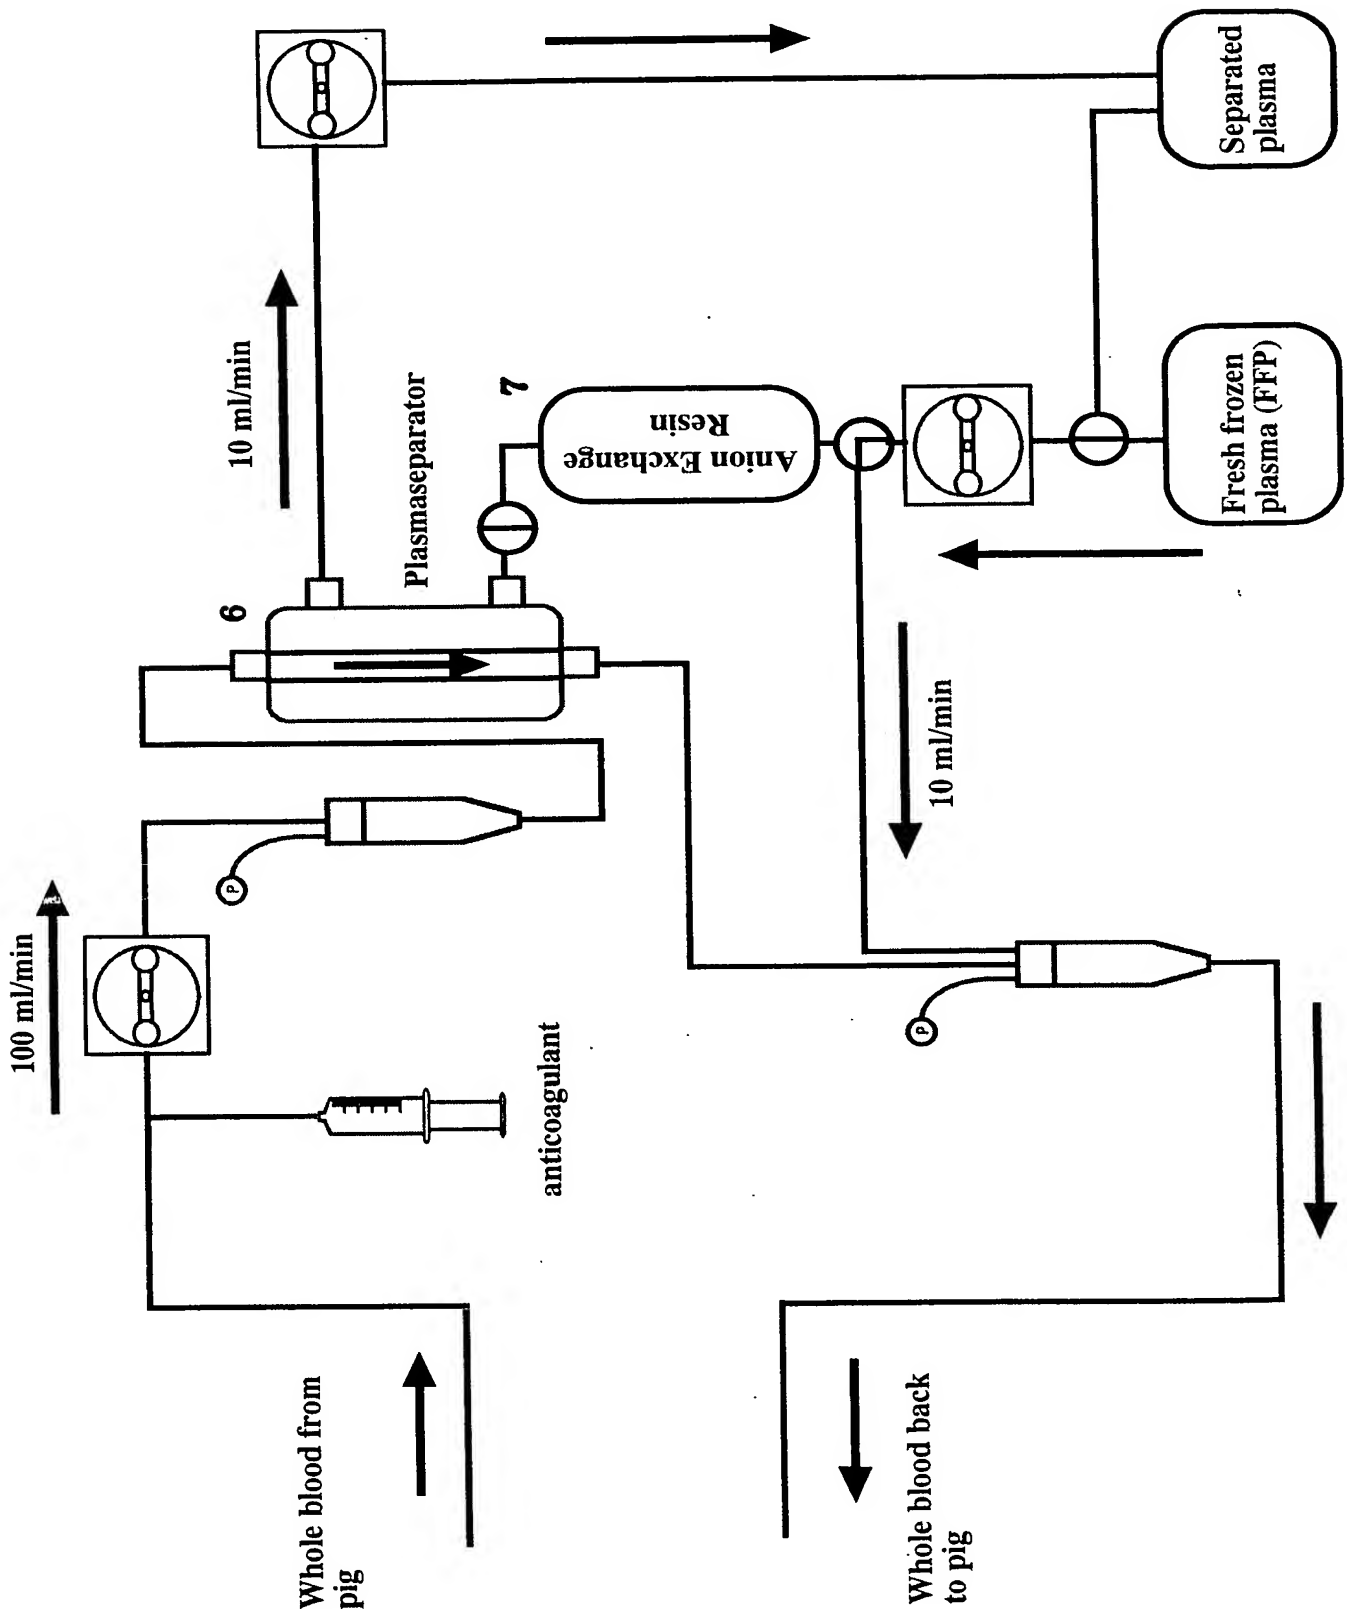 100 ml/min
10 ml/min
6
Plasmaseparator
7
Anion Exchange
Resin
P
anticoagulant
10 ml/min
P
Whole blood from
pig
Whole blood back
to pig
Fresh frozen
plasma (FFP)
Separated
plasma